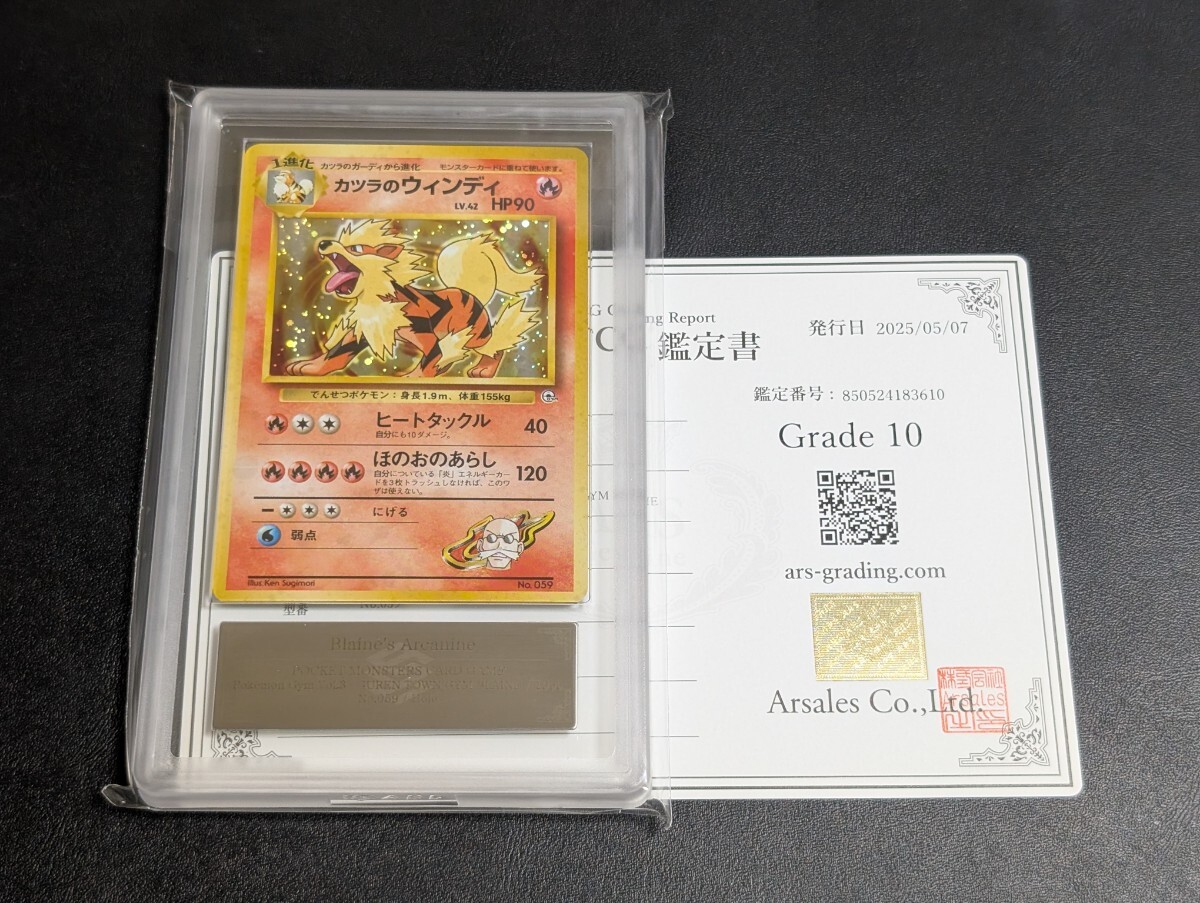 1進化 カツラのガーディから進化 モンスターカードに重ねて使います。
カツラのウィンディ
LV.42 HP90
でんせつポケモン：身長1.9m、体重155kg
ヒートタックル 40
自分にも10ダメージ。
ほのおのあらし 120
自分についている「炎」エネルギーカー
ドを3枚トラッシュしなければ、このワ
ザは使えない。
にげる
弱点
Illus. Ken Sugimori No. 059
型番
Blaine's Arcanine
POCKET MONSTERS CARD GAME
Report
鑑定書
発行日 2025/05/07
鑑定番号：850524183610
Grade 10
ars-grading.com
Arsales Co.,Ltd.
株式会社
Arsales